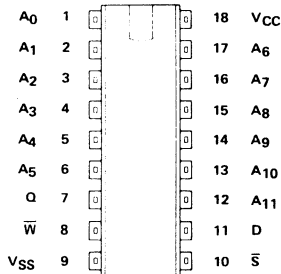 A0 1 18 VCC
A1 2 17 A6
A2 3 16 A7
A3 4 15 A8
A4 5 14 A9
A5 6 13 A10
Q 7 12 A11
W̅ 8 11 D
VSS 9 10 S̅